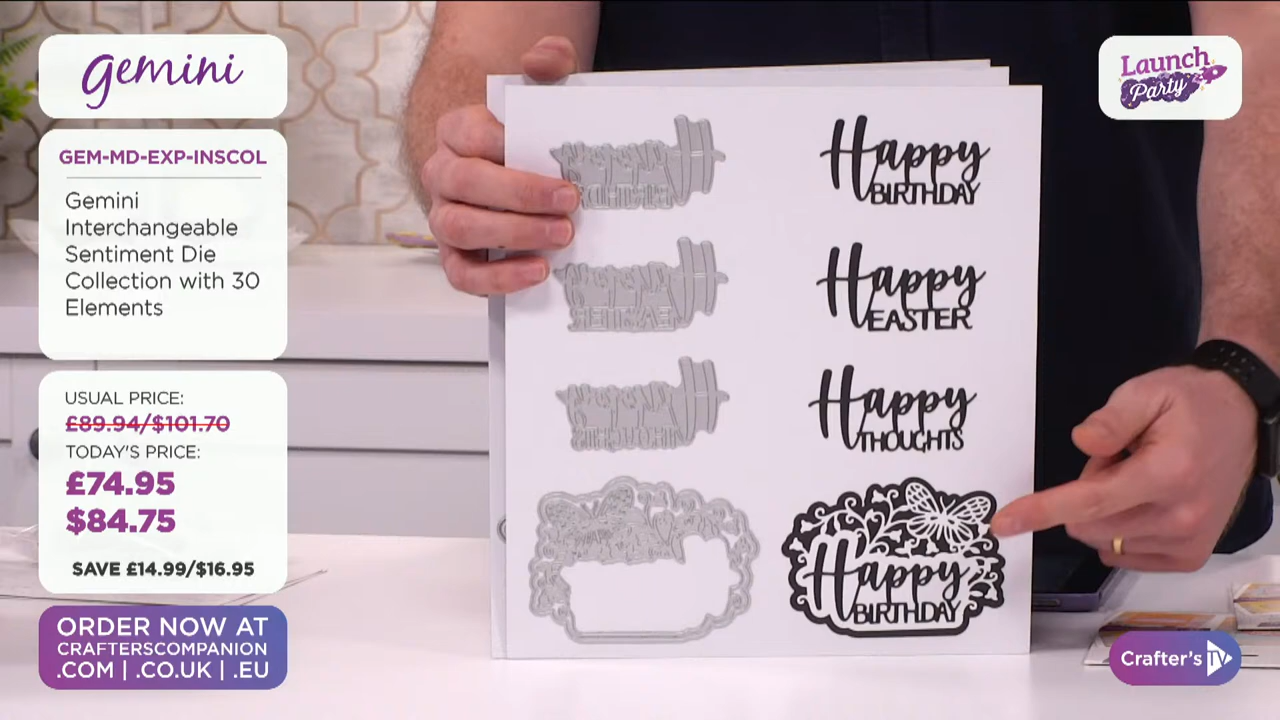 gemini
GEM-MD-EXP-INSCOL
Gemini
Interchangeable
Sentiment Die
Collection with 30
Elements
USUAL PRICE:
£89.94/$101.70
TODAY'S PRICE:
£74.95
$84.75
SAVE £14.99/$16.95
ORDER NOW AT
CRAFTERSCOMPANION
.COM | .CO.UK | .EU
Launch
Party
Happy
BIRTHDAY
Happy
EASTER
Happy
THOUGHTS
Happy
BIRTHDAY
Crafter's TV